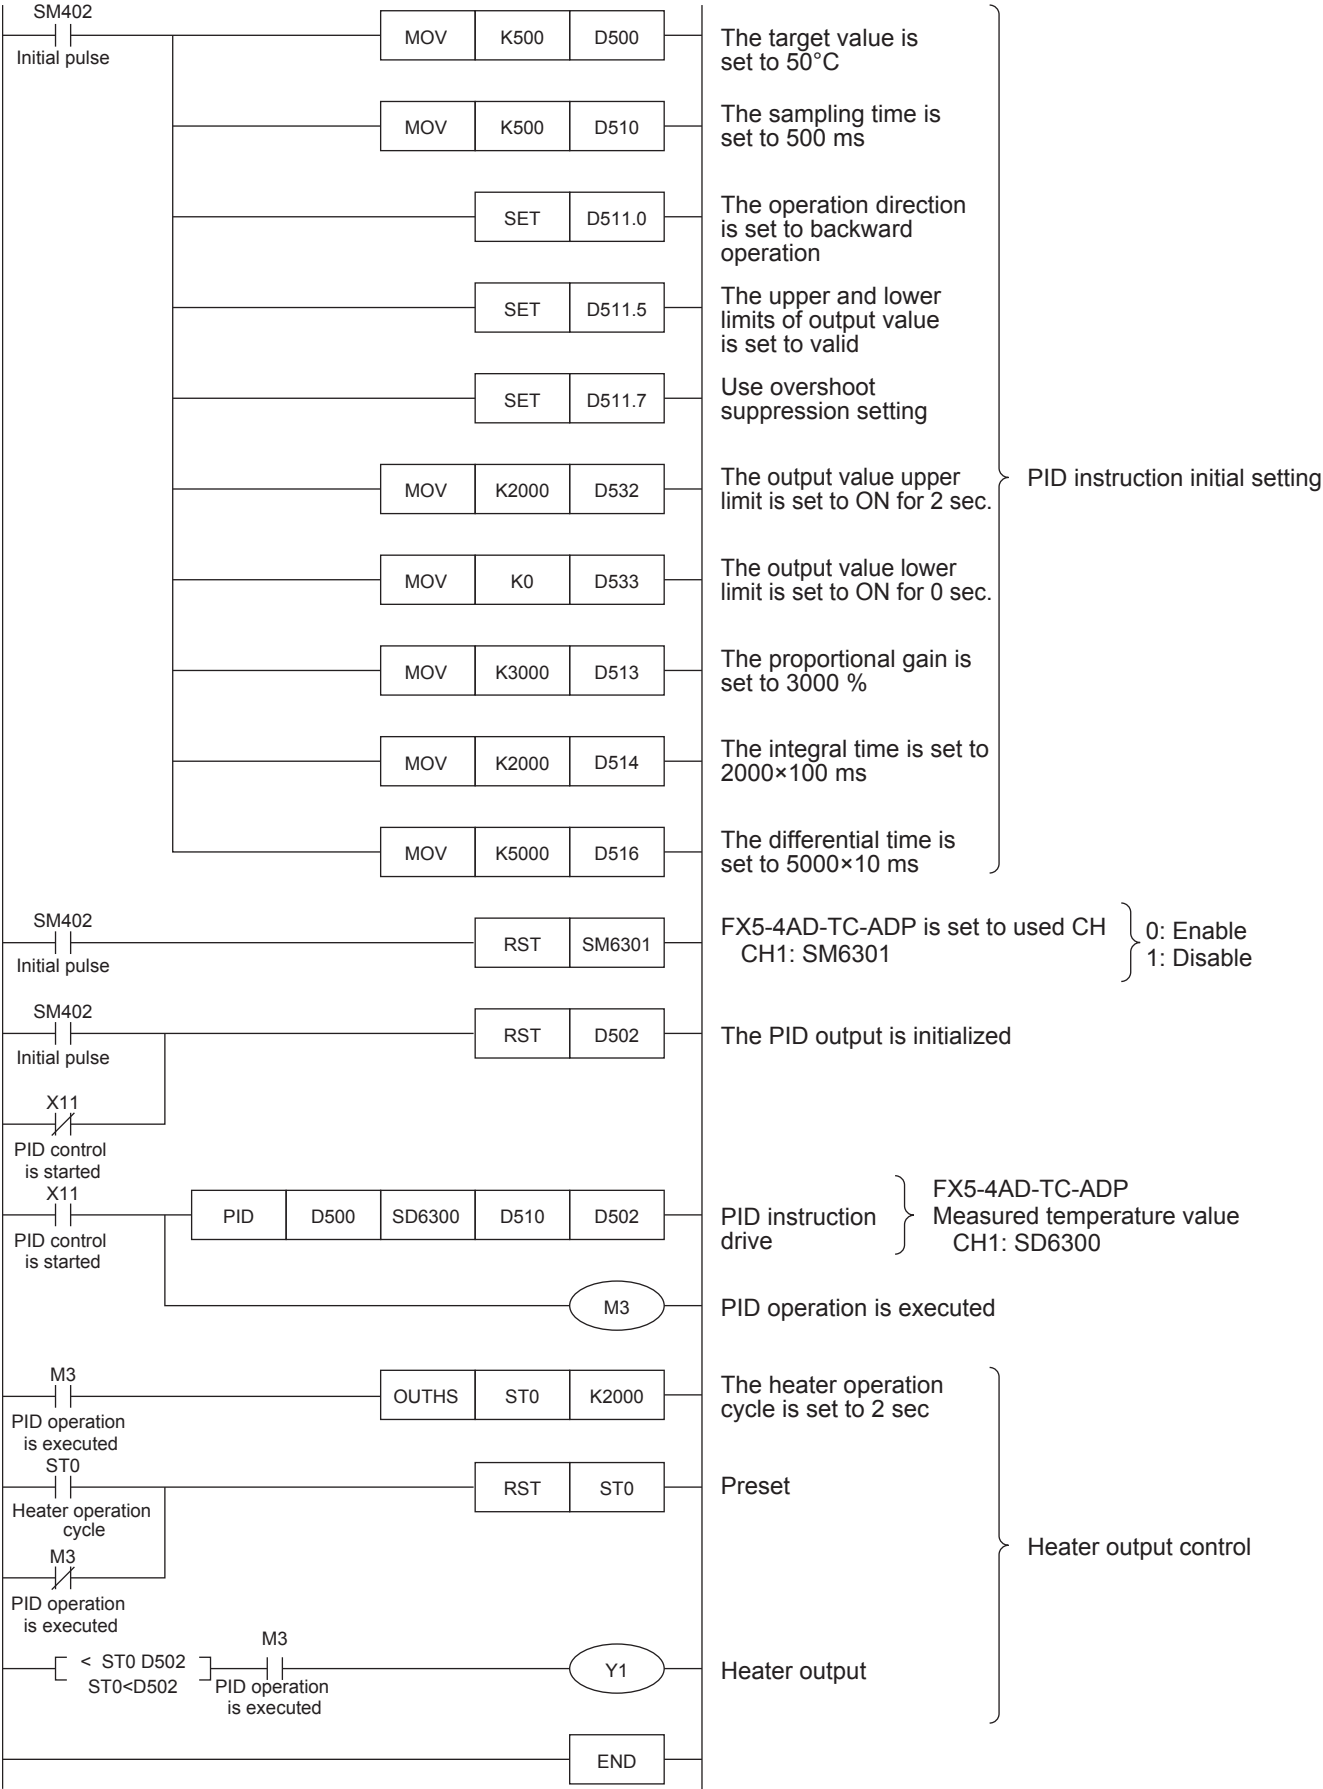 SM402
Initial pulse
MOV K500 D500
The target value is
set to 50°C
MOV K500 D510
The sampling time is
set to 500 ms
SET D511.0
The operation direction
is set to backward
operation
SET D511.5
The upper and lower
limits of output value
is set to valid
SET D511.7
Use overshoot
suppression setting
MOV K2000 D532
The output value upper
limit is set to ON for 2 sec.
PID instruction initial setting
MOV K0 D533
The output value lower
limit is set to ON for 0 sec.
MOV K3000 D513
The proportional gain is
set to 3000 %
MOV K2000 D514
The integral time is set to
2000×100 ms
MOV K5000 D516
The differential time is
set to 5000×10 ms
SM402
Initial pulse
RST SM6301
FX5-4AD-TC-ADP is set to used CH
CH1: SM6301
0: Enable
1: Disable
SM402
Initial pulse
RST D502
The PID output is initialized
X11
PID control
is started
X11
PID control
is started
PID D500 SD6300 D510 D502
PID instruction
drive
FX5-4AD-TC-ADP
Measured temperature value
CH1: SD6300
M3
PID operation is executed
M3
PID operation
is executed
OUTHS ST0 K2000
The heater operation
cycle is set to 2 sec
ST0
Heater operation
cycle
RST ST0
Preset
M3
PID operation
is executed
Heater output control
< ST0 D502
ST0<D502
M3
PID operation
is executed
Y1
Heater output
END